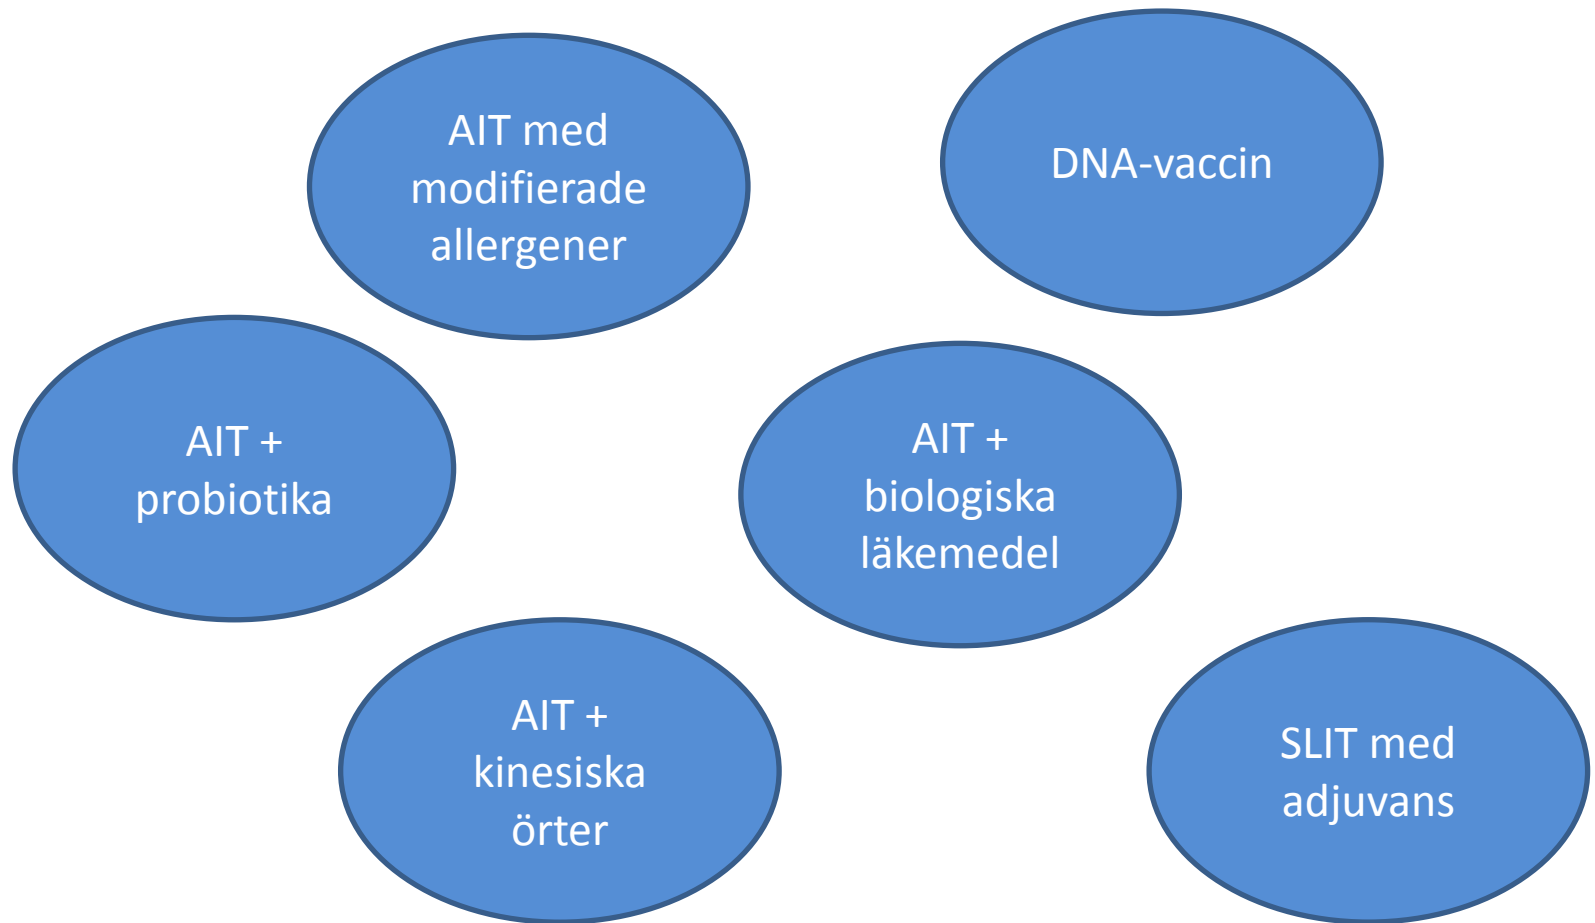 AIT med
modifierade
allergener
DNA-vaccin
AIT +
probiotika
AIT +
biologiska
läkemedel
AIT +
kinesiska
örter
SLIT med
adjuvans